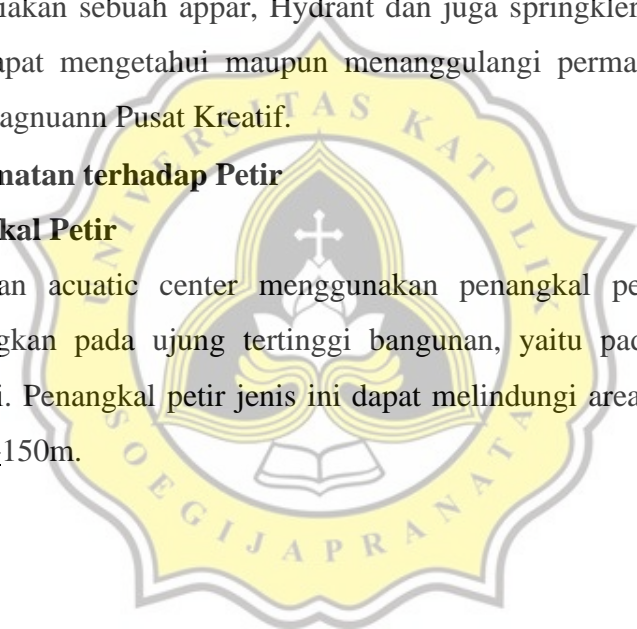 iakan sebuah appar, Hydrant dan juga springkler
apat mengetahui maupun menanggulangi perma
agnuann Pusat Kreatif.
matan terhadap Petir
kal Petir
an acuatic center menggunakan penangkal pe
gkan pada ujung tertinggi bangunan, yaitu pad
i. Penangkal petir jenis ini dapat melindungi area
150m.
UNIVERSITAS KATOLIK
SOEGIJAPRANATA